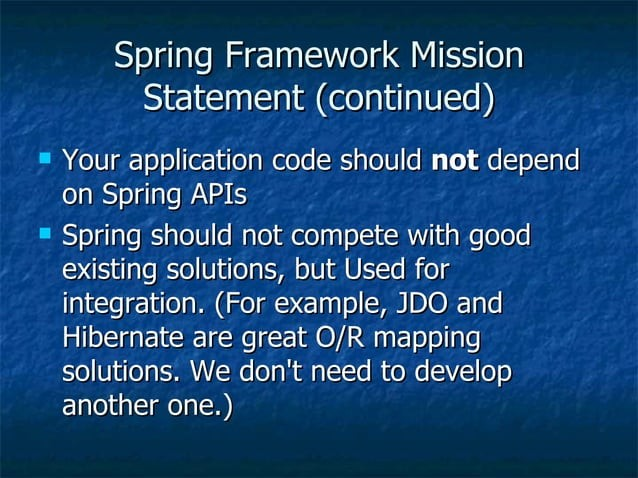 Spring Framework Mission
Statement (continued)
Your application code should not depend
on Spring APIs
Spring should not compete with good
existing solutions, but Used for
integration. (For example, JDO and
Hibernate are great O/R mapping
solutions. We don't need to develop
another one.)